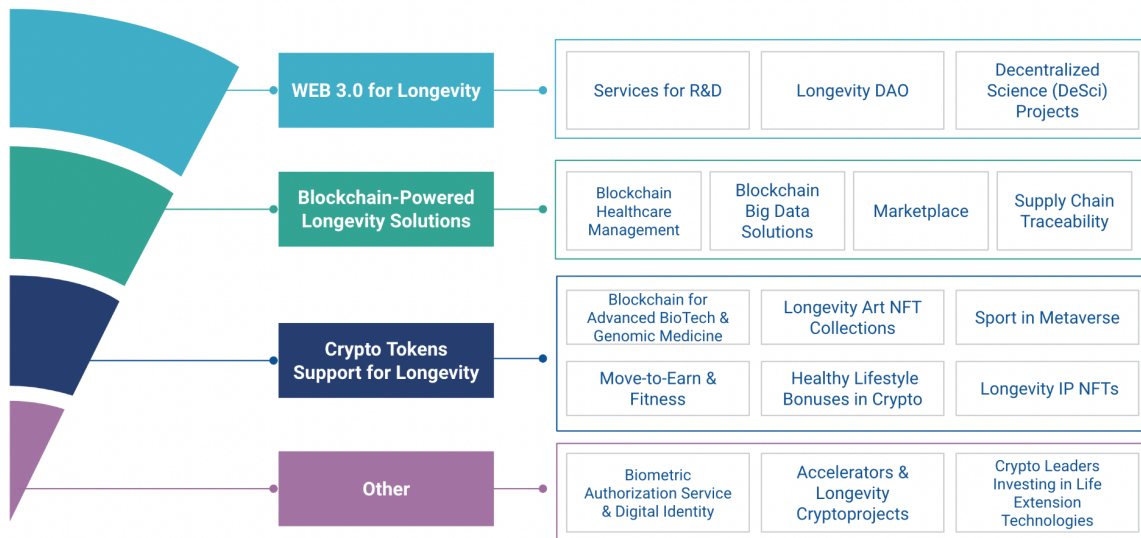 WEB 3.0 for Longevity
Services for R&D
Longevity DAO
Decentralized
Science (DeSci)
Projects
Blockchain-Powered
Longevity Solutions
Blockchain
Healthcare
Management
Blockchain
Big Data
Solutions
Marketplace
Supply Chain
Traceability
Crypto Tokens
Support for Longevity
Blockchain for
Advanced BioTech &
Genomic Medicine
Longevity Art NFT
Collections
Sport in Metaverse
Move-to-Earn &
Fitness
Healthy Lifestyle
Bonuses in Crypto
Longevity IP NFTs
Other
Biometric
Authorization Service
& Digital Identity
Accelerators &
Longevity
Cryptoprojects
Crypto Leaders
Investing in Life
Extension
Technologies